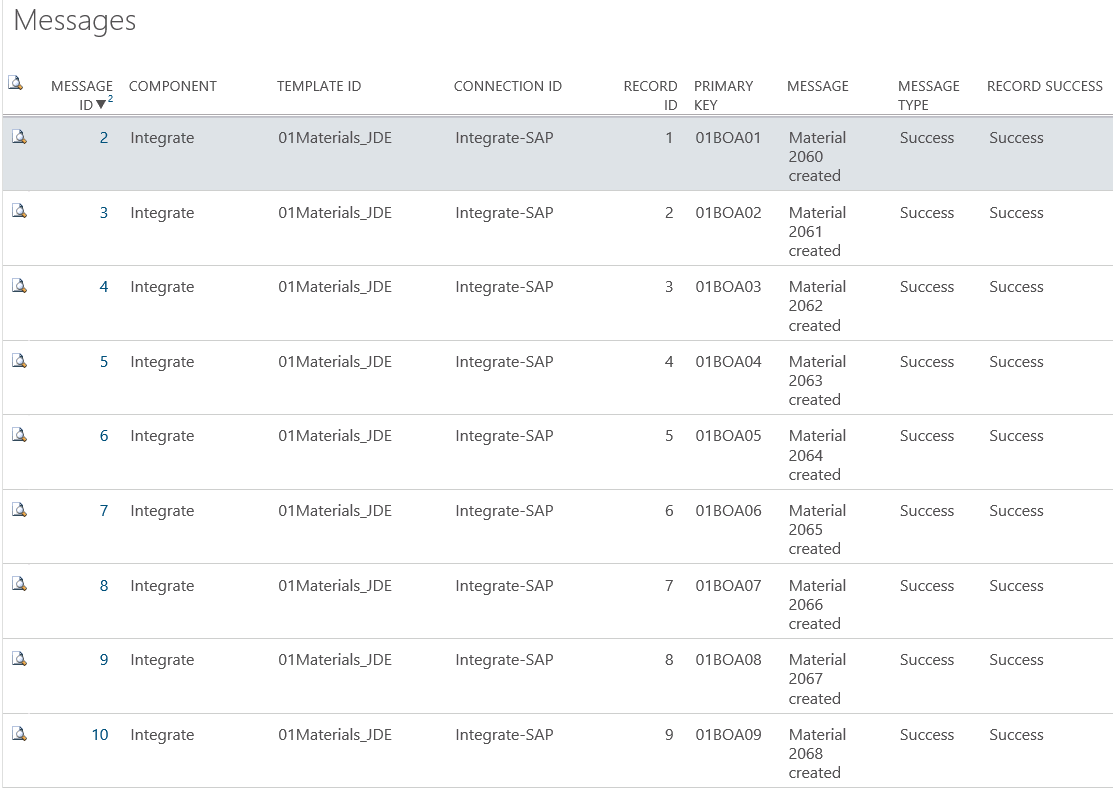 Messages
MESSAGE COMPONENT TEMPLATE ID CONNECTION ID RECORD PRIMARY MESSAGE MESSAGE RECORD SUCCESS
ID▼2 ID KEY TYPE
2 Integrate 01Materials_JDE Integrate-SAP 1 01BOA01 Material Success Success
2060
created
3 Integrate 01Materials_JDE Integrate-SAP 2 01BOA02 Material Success Success
2061
created
4 Integrate 01Materials_JDE Integrate-SAP 3 01BOA03 Material Success Success
2062
created
5 Integrate 01Materials_JDE Integrate-SAP 4 01BOA04 Material Success Success
2063
created
6 Integrate 01Materials_JDE Integrate-SAP 5 01BOA05 Material Success Success
2064
created
7 Integrate 01Materials_JDE Integrate-SAP 6 01BOA06 Material Success Success
2065
created
8 Integrate 01Materials_JDE Integrate-SAP 7 01BOA07 Material Success Success
2066
created
9 Integrate 01Materials_JDE Integrate-SAP 8 01BOA08 Material Success Success
2067
created
10 Integrate 01Materials_JDE Integrate-SAP 9 01BOA09 Material Success Success
2068
created